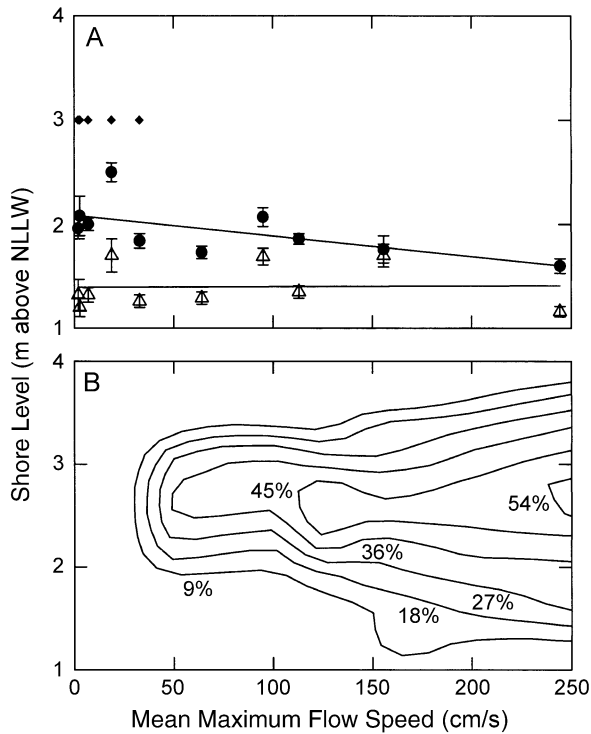 4
A
3
2
1
Shore Level (m above NLLW)
4
B
3
45%
54%
36%
2
9%
27%
18%
1
0 50 100 150 200 250
Mean Maximum Flow Speed (cm/s)